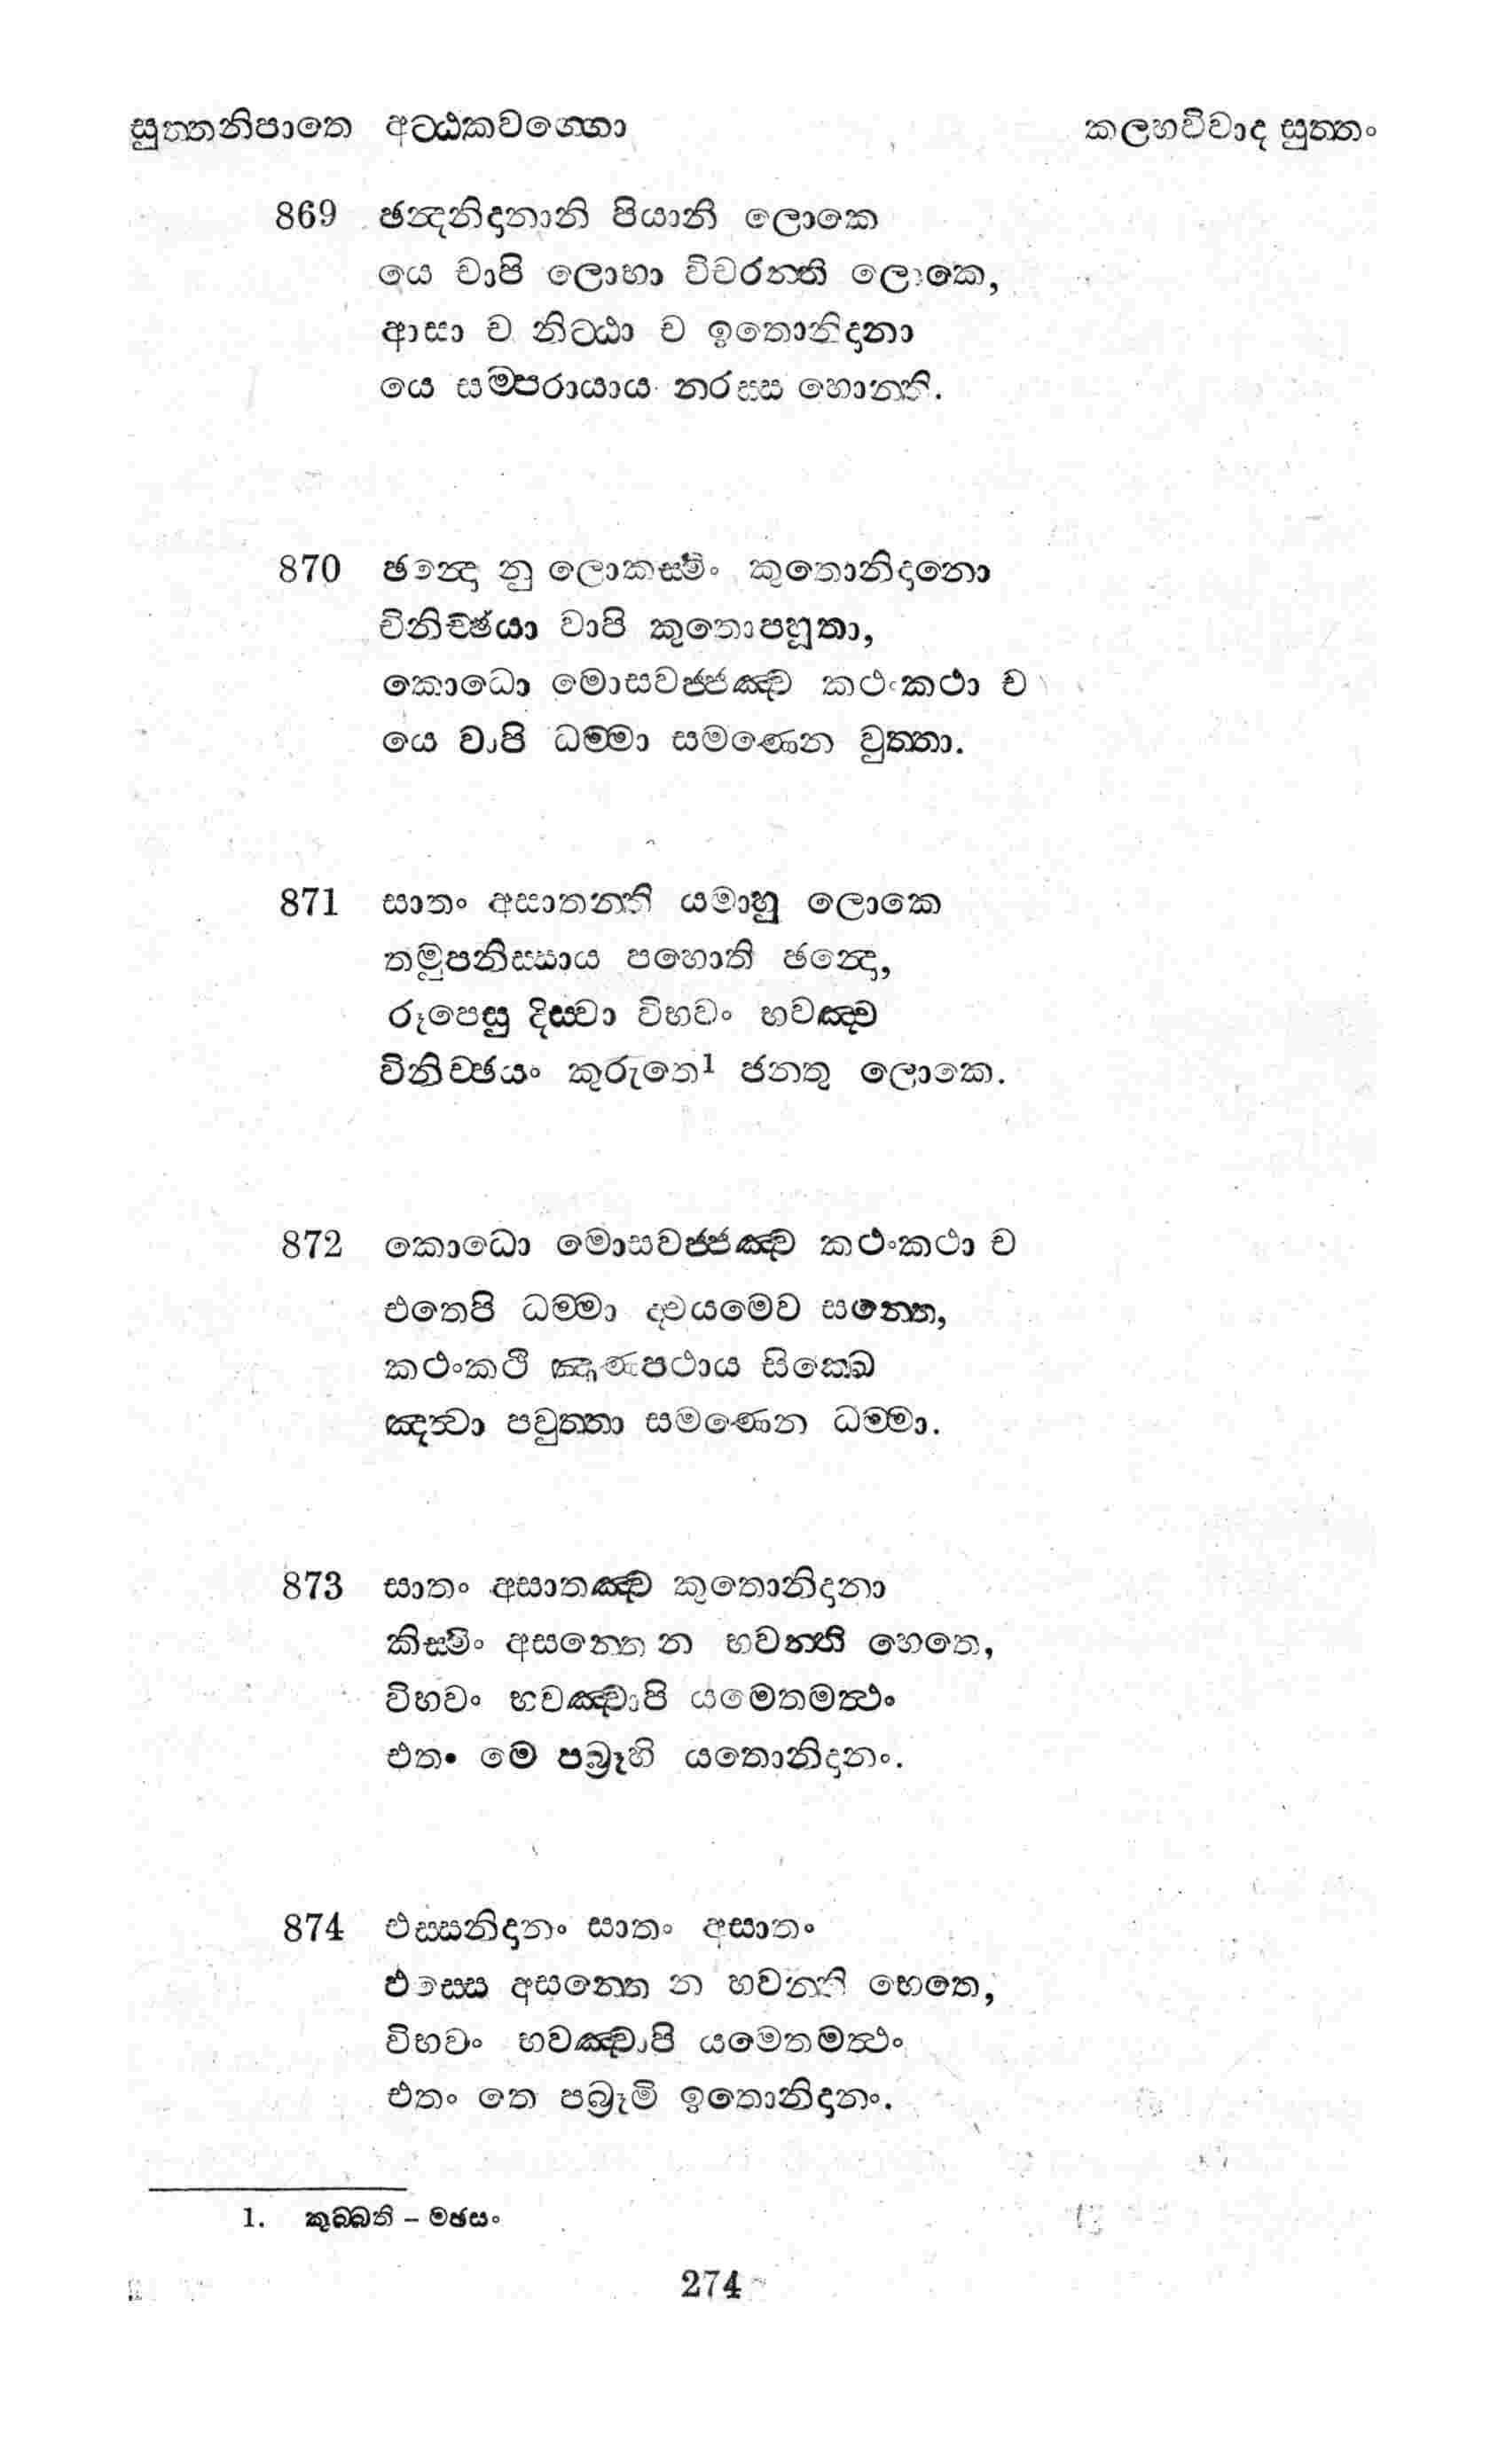 සුත්තනිපාතෙ අට්ඨකවග්ගො කලහවිවාද සුත්තං
869 ඡන්දනිදානානි පියානි ලොකෙ
යෙ චාපි ලොභා විචරන්ති ලොකෙ,
ආසා ච නිට්ඨා ච ඉතොනිදානා
යෙ සම්පරායාය නරස්ස හොන්ති.
870 ඡන්දො නු ලොකස්මිං කුතොනිදානො
විනිච්ඡයා වාපි කුතොපහූතා,
කොධො මොසවජ්ජඤ්ච කථංකථා ච
යෙ වාපි ධම්මා සමණෙන වුත්තා.
871 සාතං අසාතන්ති යමාහු ලොකෙ
තමුපනිස්සාය පහොති ඡන්දො,
රූපෙසු දිස්වා විභවං භවඤ්ච
විනිච්ඡයං කුරුතෙ1 ජනතු ලොකෙ.
872 කොධො මොසවජ්ජඤ්ච කථංකථා ච
එතෙපි ධම්මා ද්වයමෙව සන්තෙ,
කථංකථී ඤාණපථාය සික්ඛෙ
ඤත්වා පවුත්තා සමණෙන ධම්මා.
873 සාතං අසාතඤ්ච කුතොනිදානා
කිස්මිං අසන්තෙ න භවන්ති හෙතෙ,
විභවං භවඤ්චාපි යමෙතමත්ථං
එතං මෙ පබ්රූහි යතොනිදානං.
874 එස්සනිදානං සාතං අසාතං
ඵස්සෙ අසන්තෙ න භවන්ති හෙතෙ,
විභවං භවඤ්චාපි යමෙතමත්ථං
එතං තෙ පබ්රූමි ඉතොනිදානං.
1. කුබ්බති – මඡසං
274